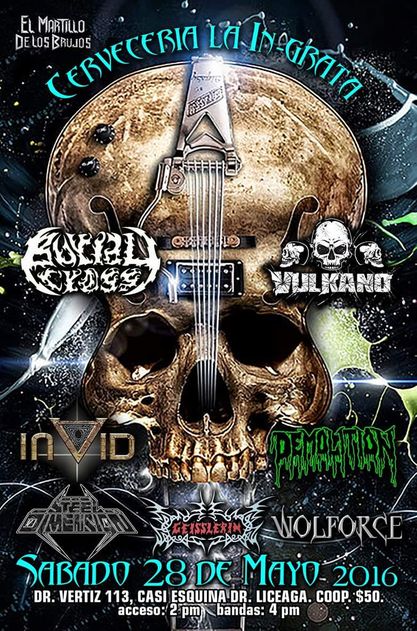 El Martillo
De Los Brujos
Cerveceria la In-grata
Burial
Cross
Vulkano
INVID
Demolition
Steel
Dimension
Geisslerin
Wolforce
Sabado 28 de Mayo 2016
DR. VERTIZ 113, CASI ESQUINA DR. LICEAGA. COOP. $50.
acceso: 2 pm bandas: 4 pm